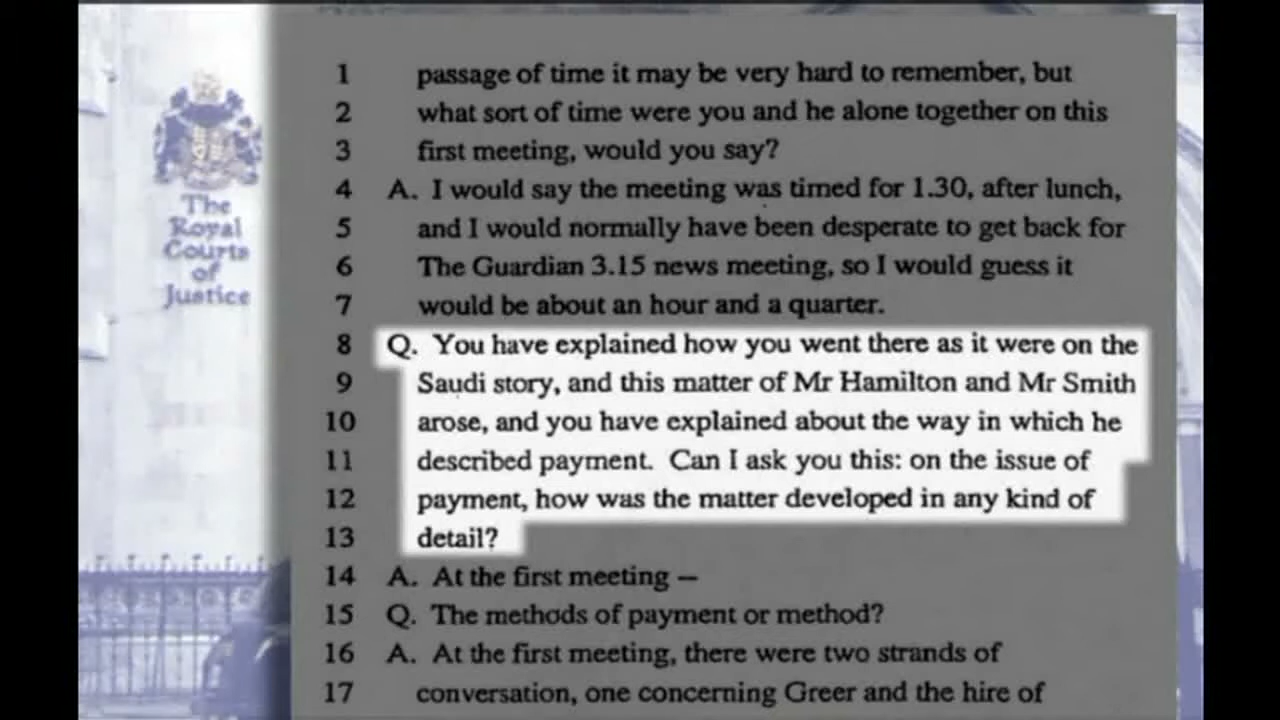 The
Royal
Courts
of
Justice
1 passage of time it may be very hard to remember, but
2 what sort of time were you and he alone together on this
3 first meeting, would you say?
4 A. I would say the meeting was timed for 1.30, after lunch,
5 and I would normally have been desperate to get back for
6 The Guardian 3.15 news meeting, so I would guess it
7 would be about an hour and a quarter.
8 Q. You have explained how you went there as it were on the
9 Saudi story, and this matter of Mr Hamilton and Mr Smith
10 arose, and you have explained about the way in which he
11 described payment. Can I ask you this: on the issue of
12 payment, how was the matter developed in any kind of
13 detail?
14 A. At the first meeting –
15 Q. The methods of payment or method?
16 A. At the first meeting, there were two strands of
17 conversation, one concerning Greer and the hire of